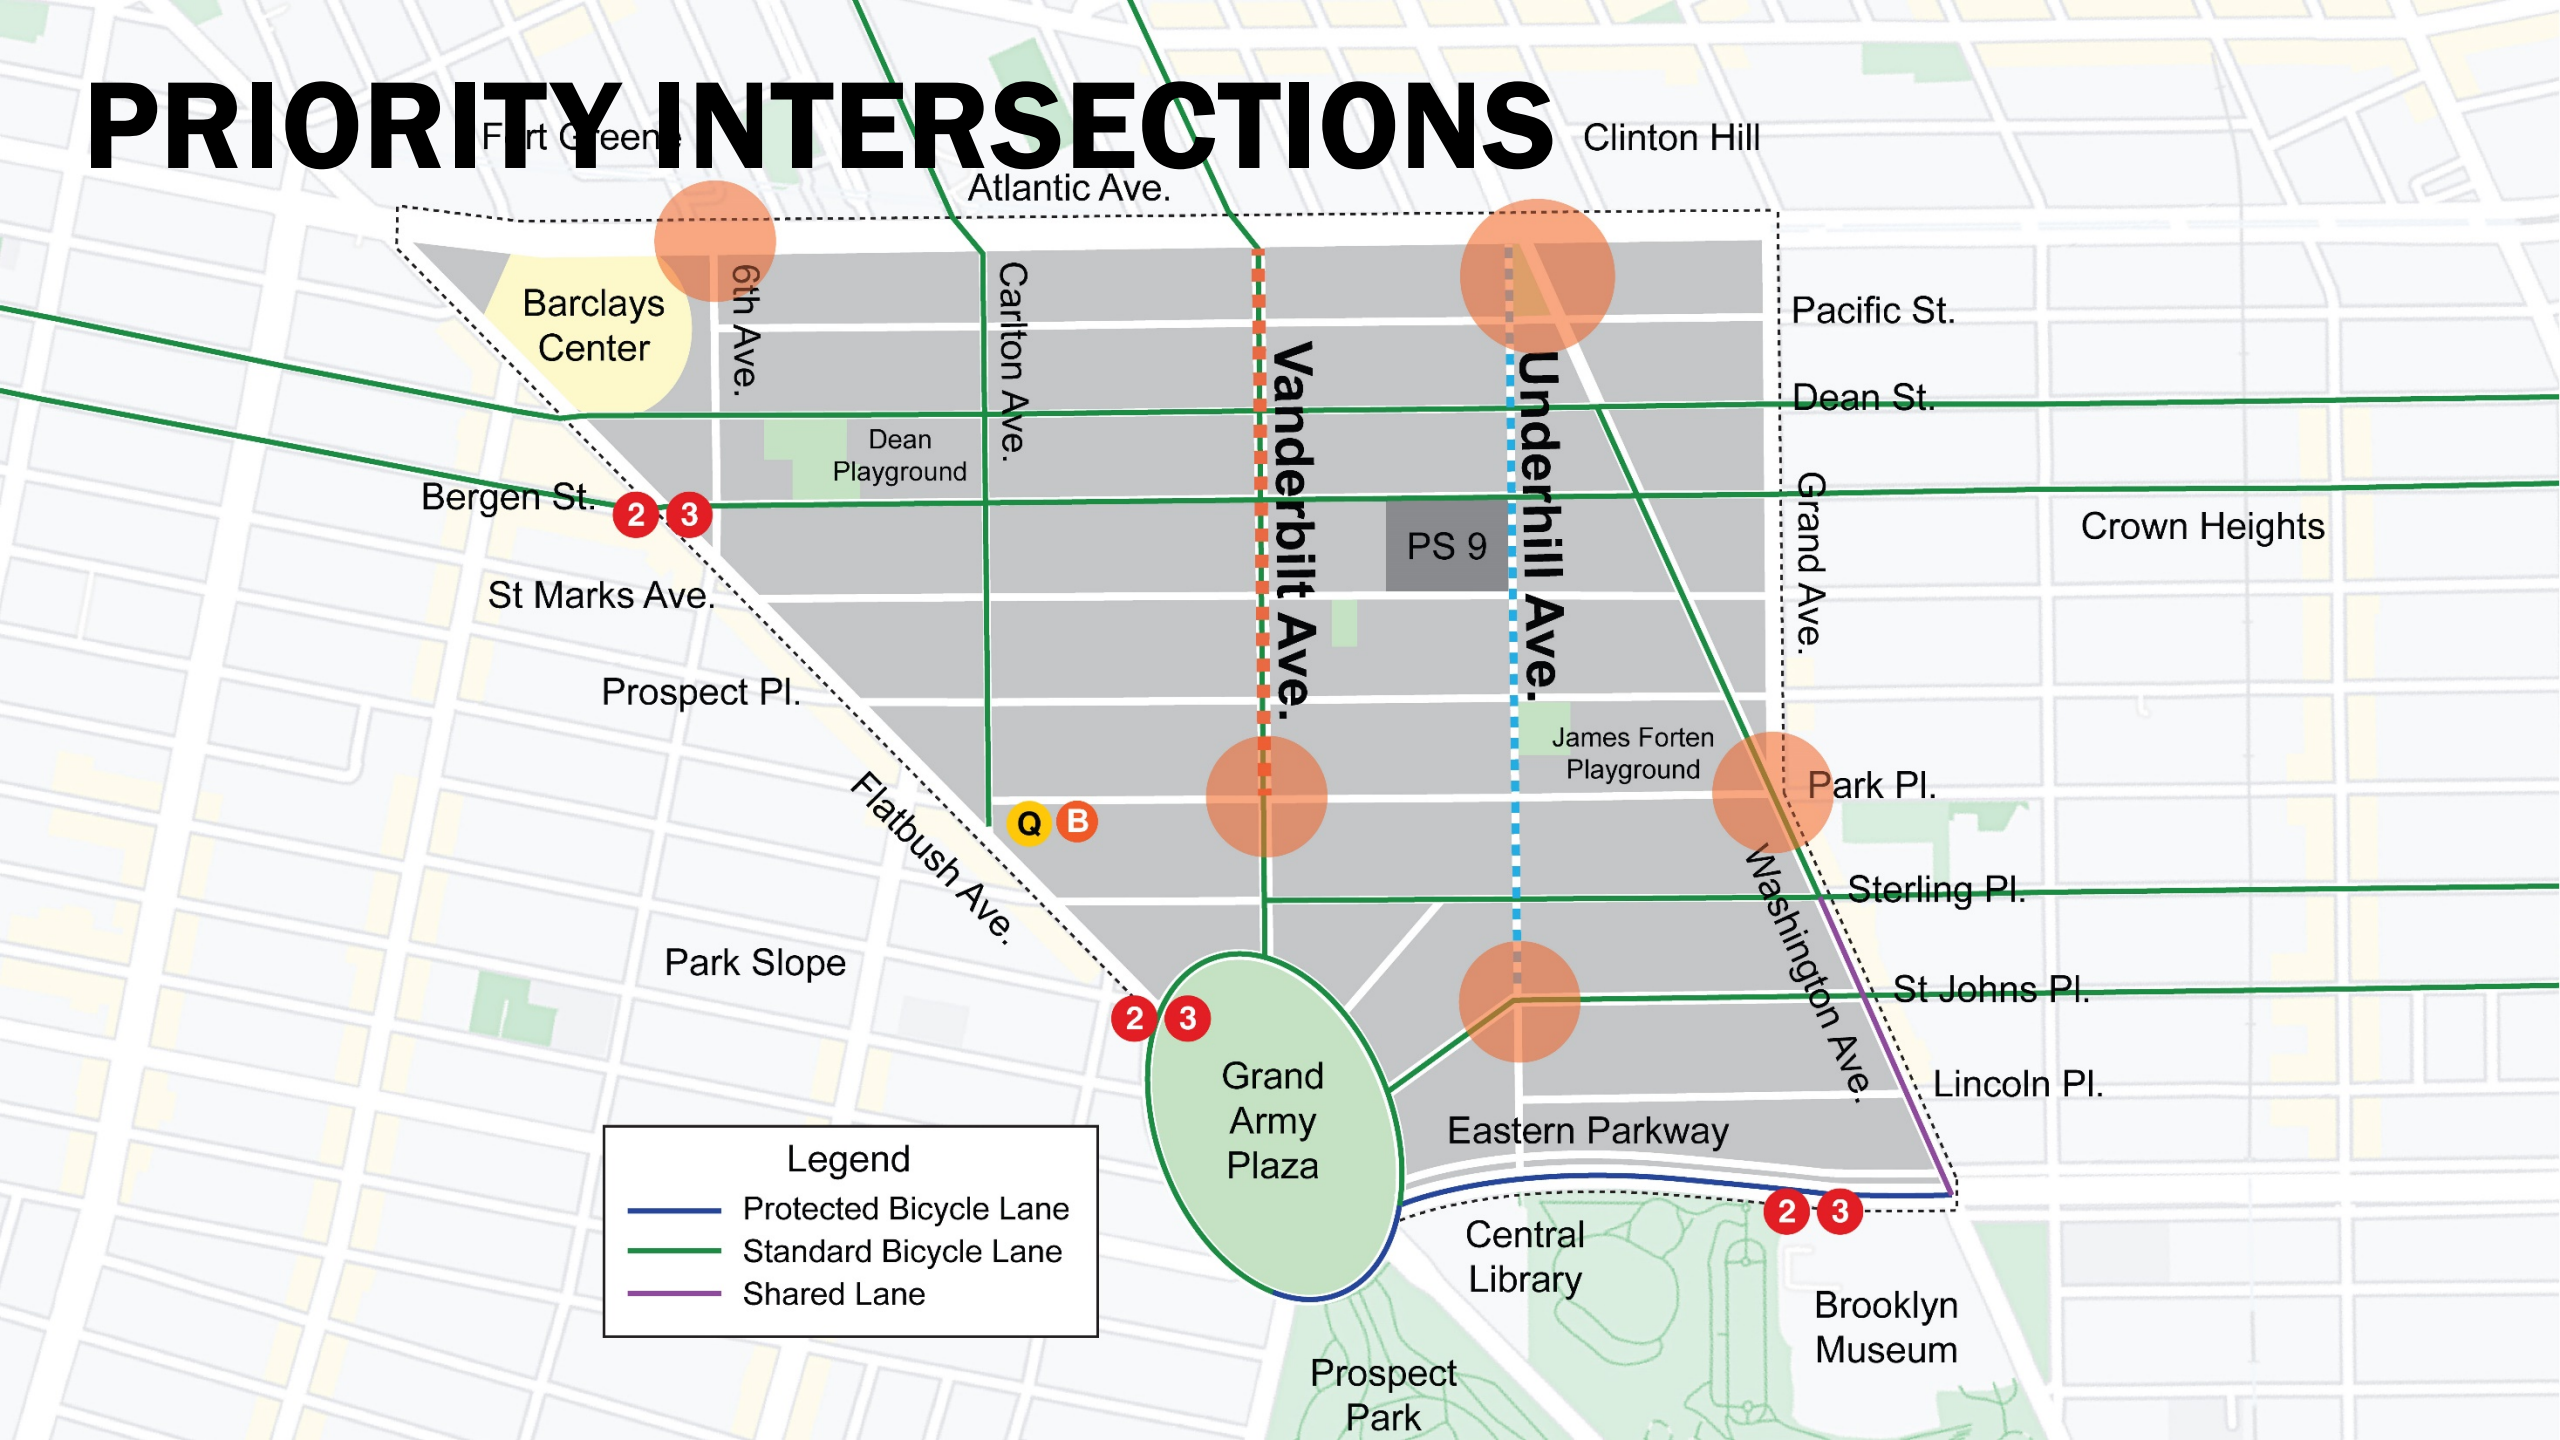 PRIORITY INTERSECTIONS
Fort Greene
Clinton Hill
Atlantic Ave.
Barclays
Center
6th Ave.
Carlton Ave.
Vanderbilt Ave.
Underhill Ave.
Pacific St.
Dean St.
Dean
Playground
Bergen St.
2
3
PS 9
Grand Ave.
Crown Heights
St Marks Ave.
Prospect Pl.
James Forten
Playground
Park Pl.
Q
B
Flatbush Ave.
Washington Ave.
Sterling Pl.
Park Slope
St Johns Pl.
2
3
Grand
Army
Plaza
Lincoln Pl.
Eastern Parkway
2
3
Central
Library
Brooklyn
Museum
Prospect
Park
Legend
Protected Bicycle Lane
Standard Bicycle Lane
Shared Lane